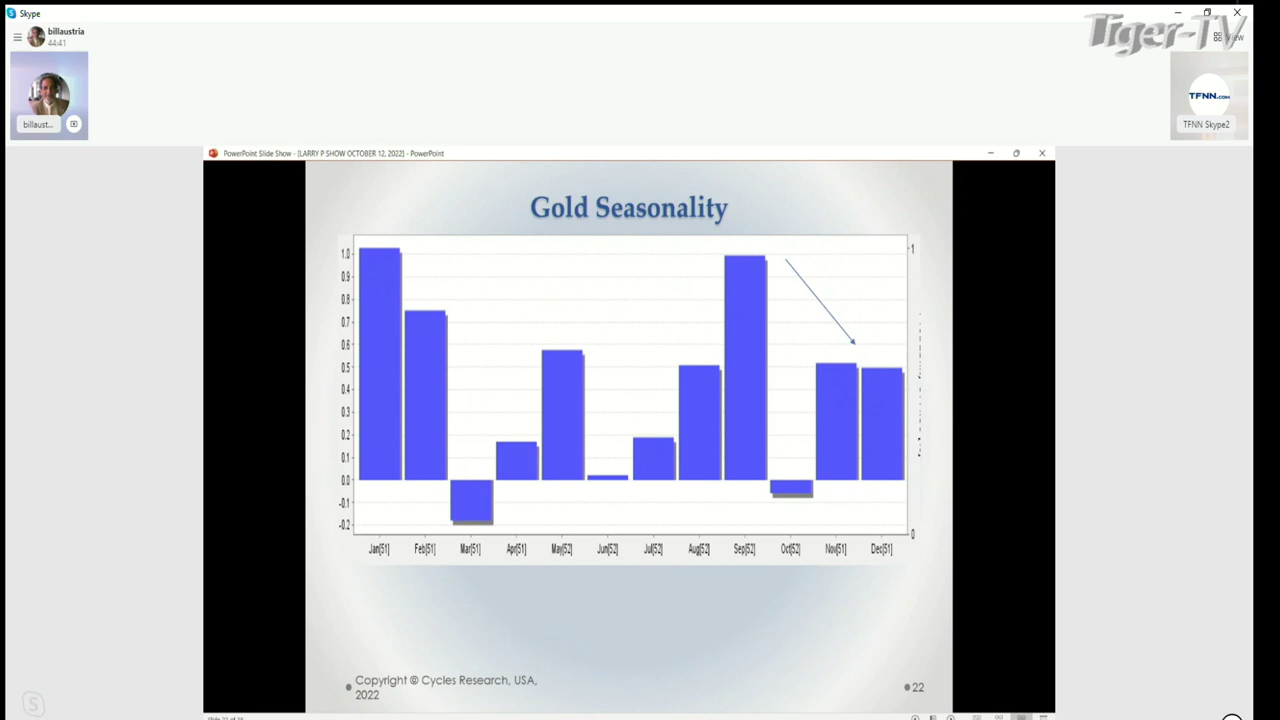 Skype
billaustria
44:41
Tiger-TV
View
billaust...
TFNN.COM
TFNN Skype2
PowerPoint Slide Show - [LARRY P SHOW OCTOBER 12, 2022] - PowerPoint
Gold Seasonality
1.0
0.9
0.8
0.7
0.6
0.5
0.4
0.3
0.2
0.1
0.0
-0.1
-0.2
1
0
Jan[51] Feb[51] Mar[51] Apr[51] May[52] Jun[52] Jul[52] Aug[52] Sep[52] Oct[52] Nov[51] Dec[51]
Copyright © Cycles Research, USA,
2022
22